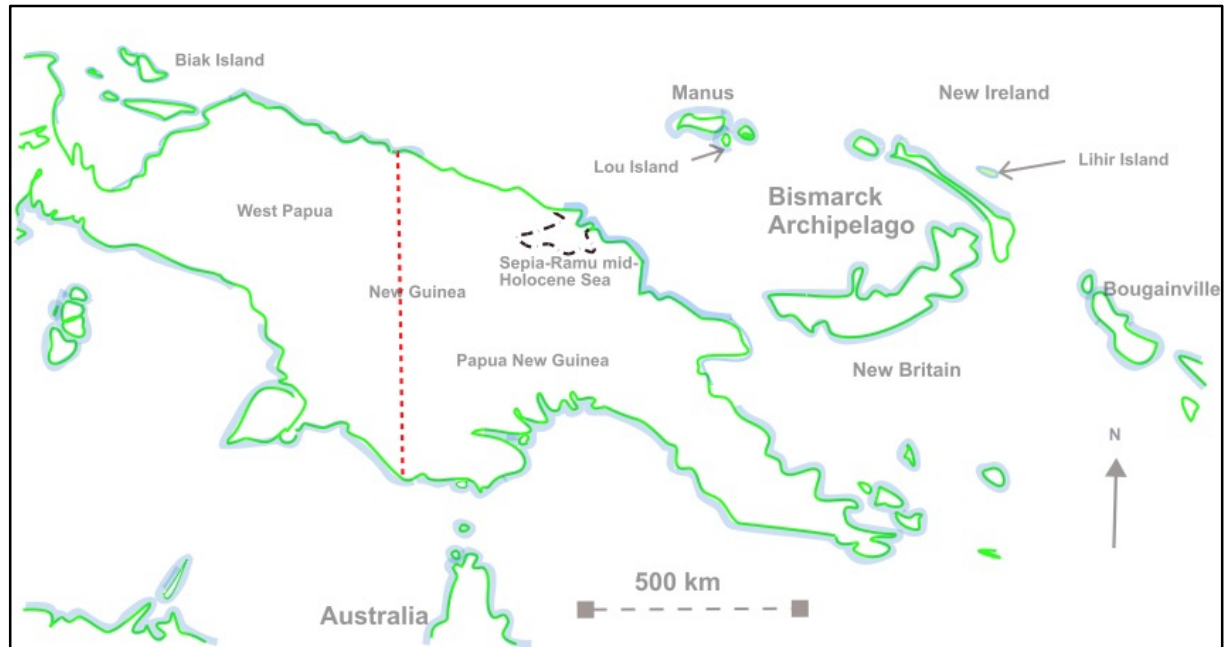 Biak Island
Manus
New Ireland
Lou Island
Lihir Island
Bismarck
Archipelago
West Papua
Sepia-Ramu mid-
Holocene Sea
New Guinea
Bougainville
Papua New Guinea
New Britain
N
500 km
Australia